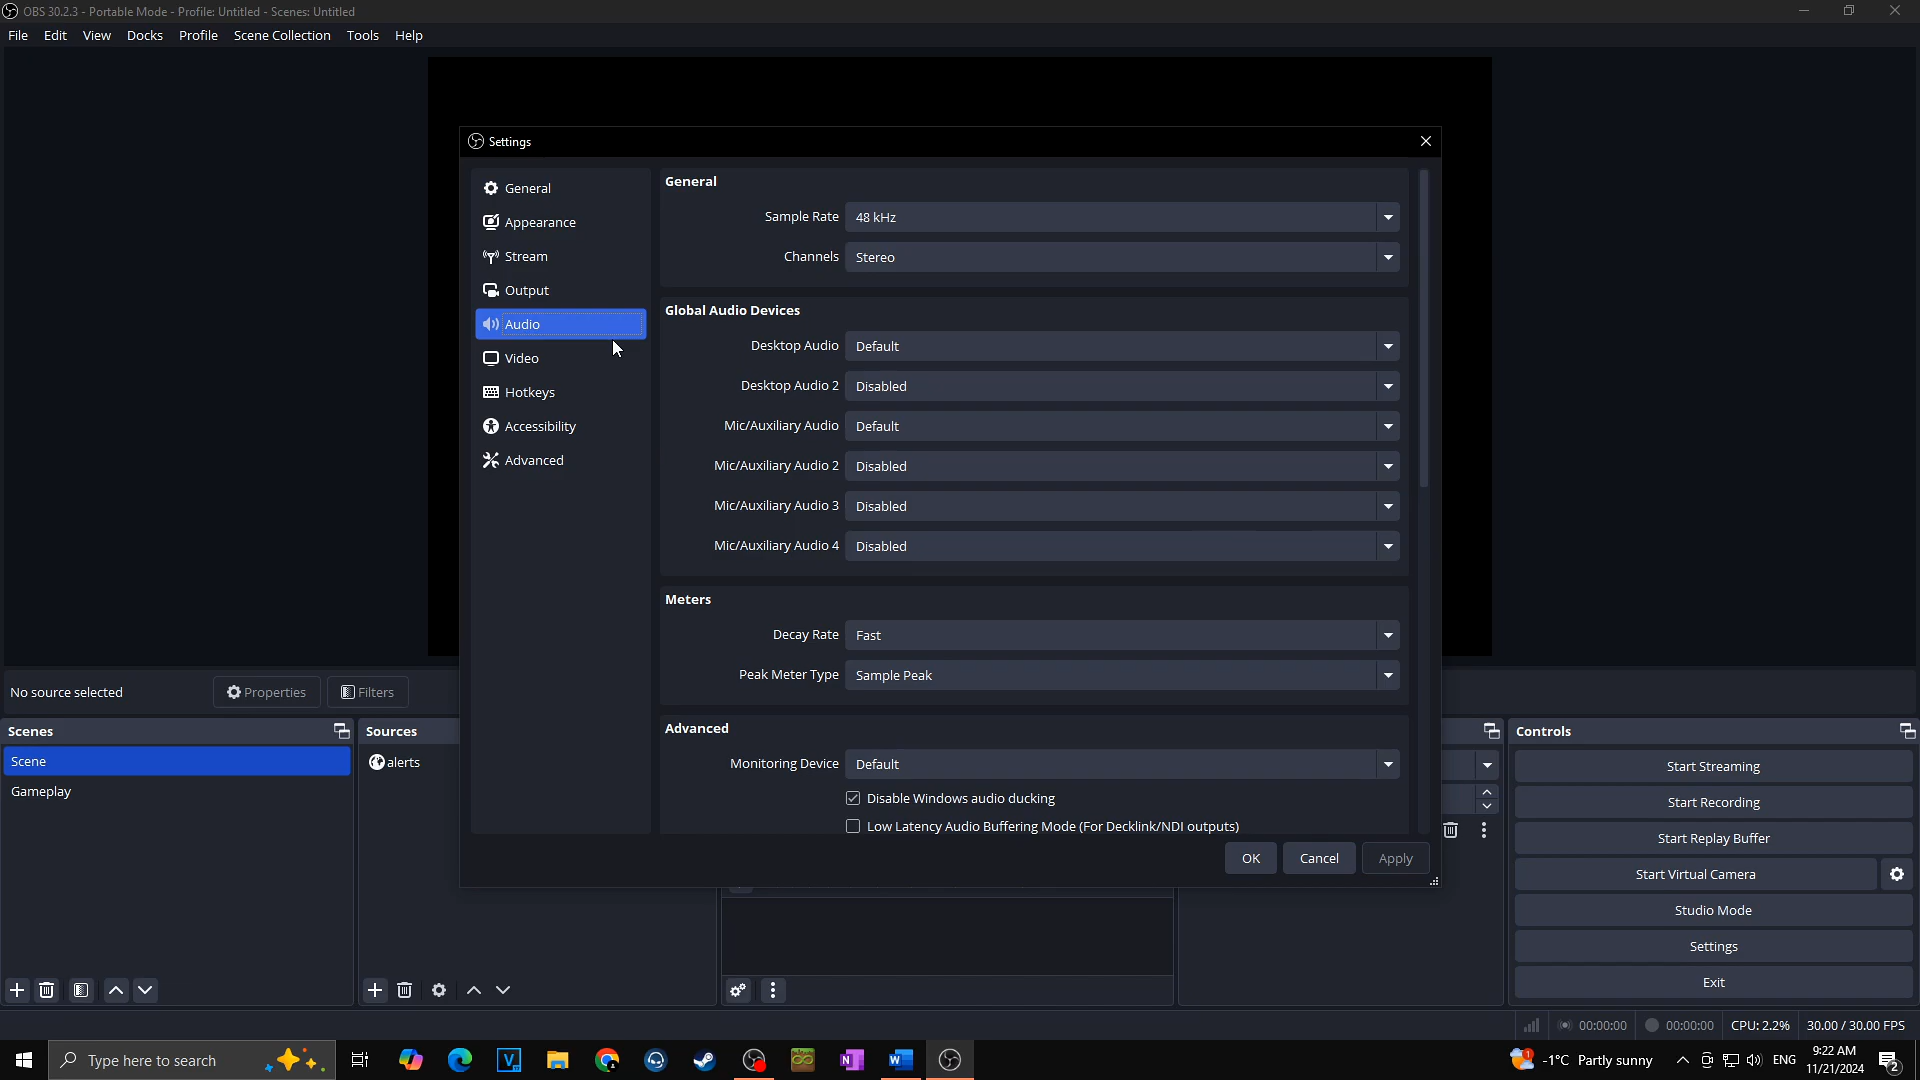 OBS 30.2.3 - Portable Mode - Profile: Untitled - Scenes: Untitled
File Edit View Docks Profile Scene Collection Tools Help
Settings
General
Appearance
Stream
Output
Audio
Video
Hotkeys
Accessibility
Advanced
General
Sample Rate 48 kHz
Channels Stereo
Global Audio Devices
Desktop Audio Default
Desktop Audio 2 Disabled
Mic/Auxiliary Audio Default
Mic/Auxiliary Audio 2 Disabled
Mic/Auxiliary Audio 3 Disabled
Mic/Auxiliary Audio 4 Disabled
Meters
Decay Rate Fast
Peak Meter Type Sample Peak
Advanced
Monitoring Device Default
Disable Windows audio ducking
Low Latency Audio Buffering Mode (For Decklink/NDI outputs)
OK Cancel Apply
No source selected Properties Filters
Scenes
Scene
Gameplay
Sources
alerts
Controls
Start Streaming
Start Recording
Start Replay Buffer
Start Virtual Camera
Studio Mode
Settings
Exit
00:00:00 00:00:00 CPU: 2.2% 30.00 / 30.00 FPS
Type here to search
-1°C Partly sunny
ENG
9:22 AM
11/21/2024
2